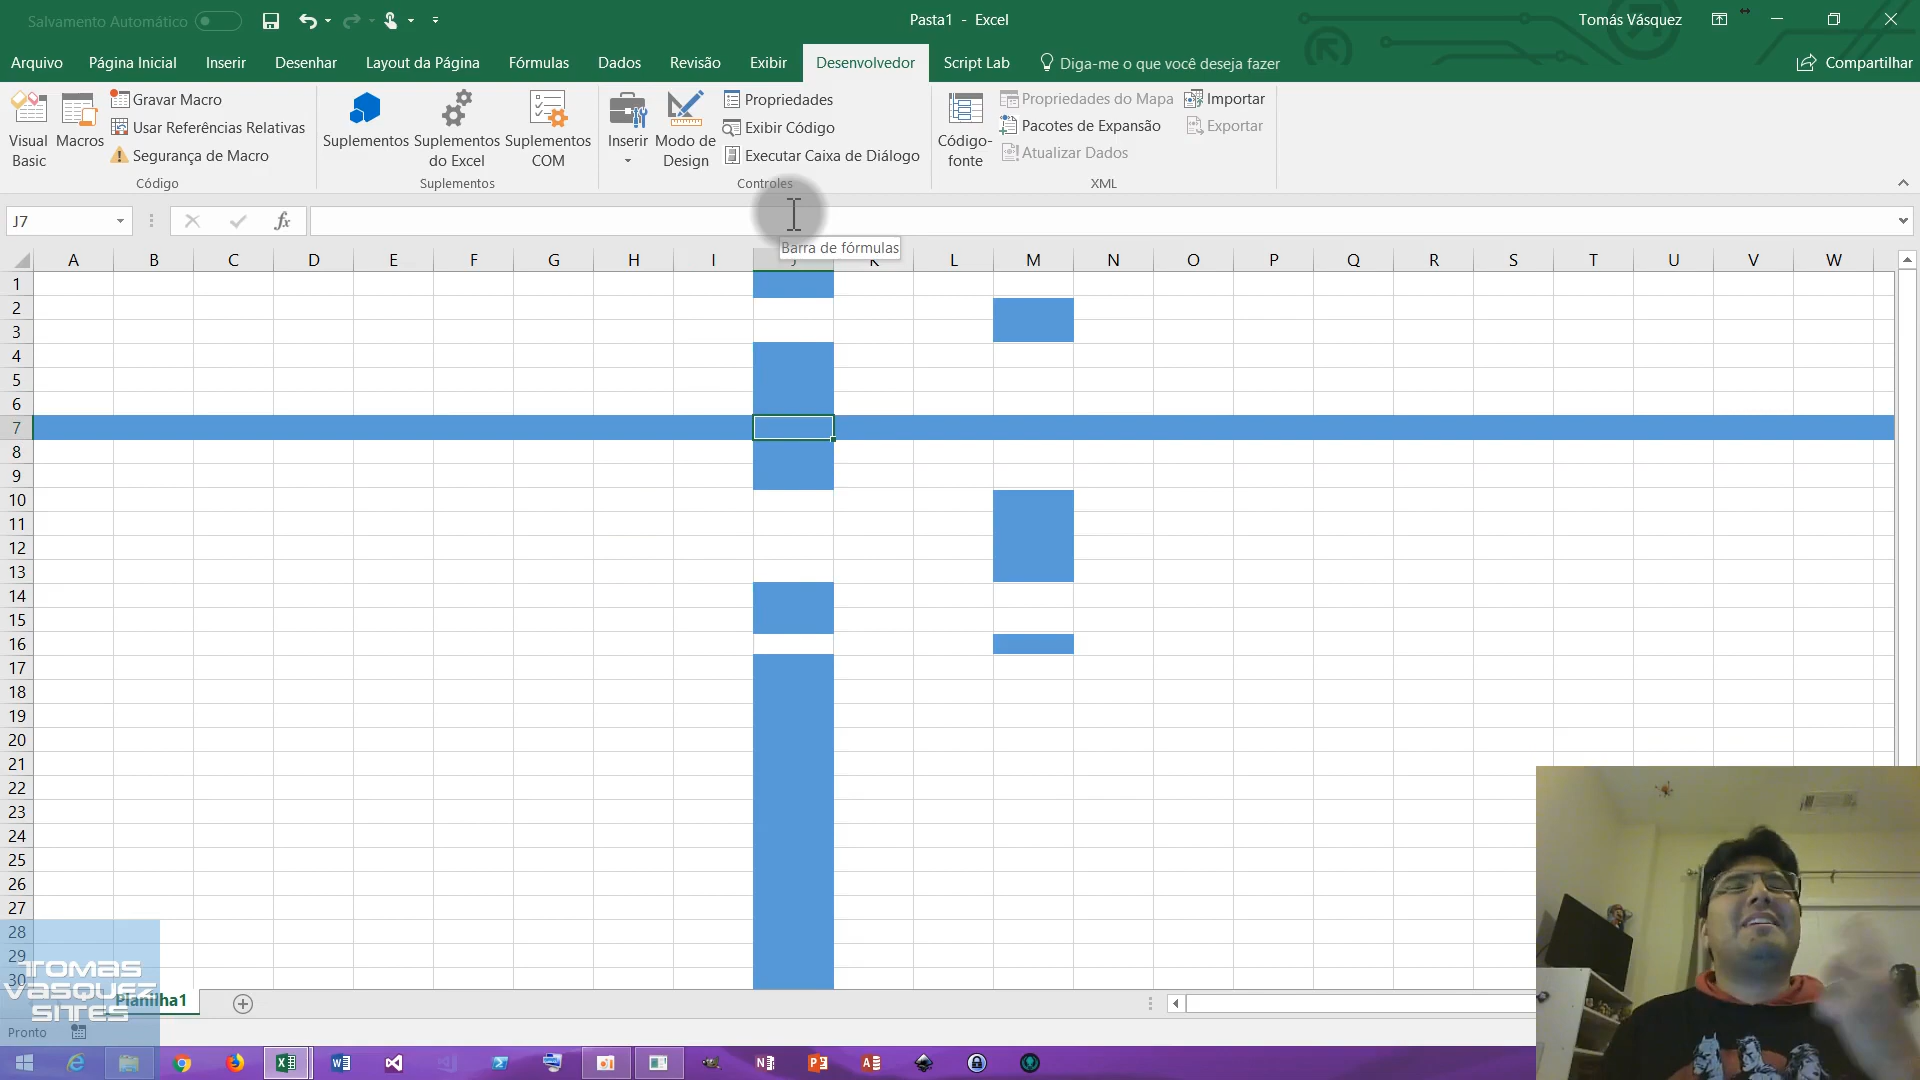 Salvamento Automático
Pasta1 - Excel
Tomás Vásquez
Arquivo Página Inicial Inserir Desenhar Layout da Página Fórmulas Dados Revisão Exibir Desenvolvedor Script Lab Diga-me o que você deseja fazer Compartilhar
Visual Basic
Macros
Gravar Macro
Usar Referências Relativas
Segurança de Macro
Código
Suplementos
Suplementos do Excel
Suplementos COM
Suplementos
Inserir
Modo de Design
Propriedades
Exibir Código
Executar Caixa de Diálogo
Controles
Código-fonte
Propriedades do Mapa
Pacotes de Expansão
Atualizar Dados
Importar
Exportar
XML
J7
fx
Barra de fórmulas
A B C D E F G H I J K L M N O P Q R S T U V W
1
2
3
4
5
6
7
8
9
10
11
12
13
14
15
16
17
18
19
20
21
22
23
24
25
26
27
28
29
30
TOMAS
VASQUEZ
SITES
Planilha1
Pronto